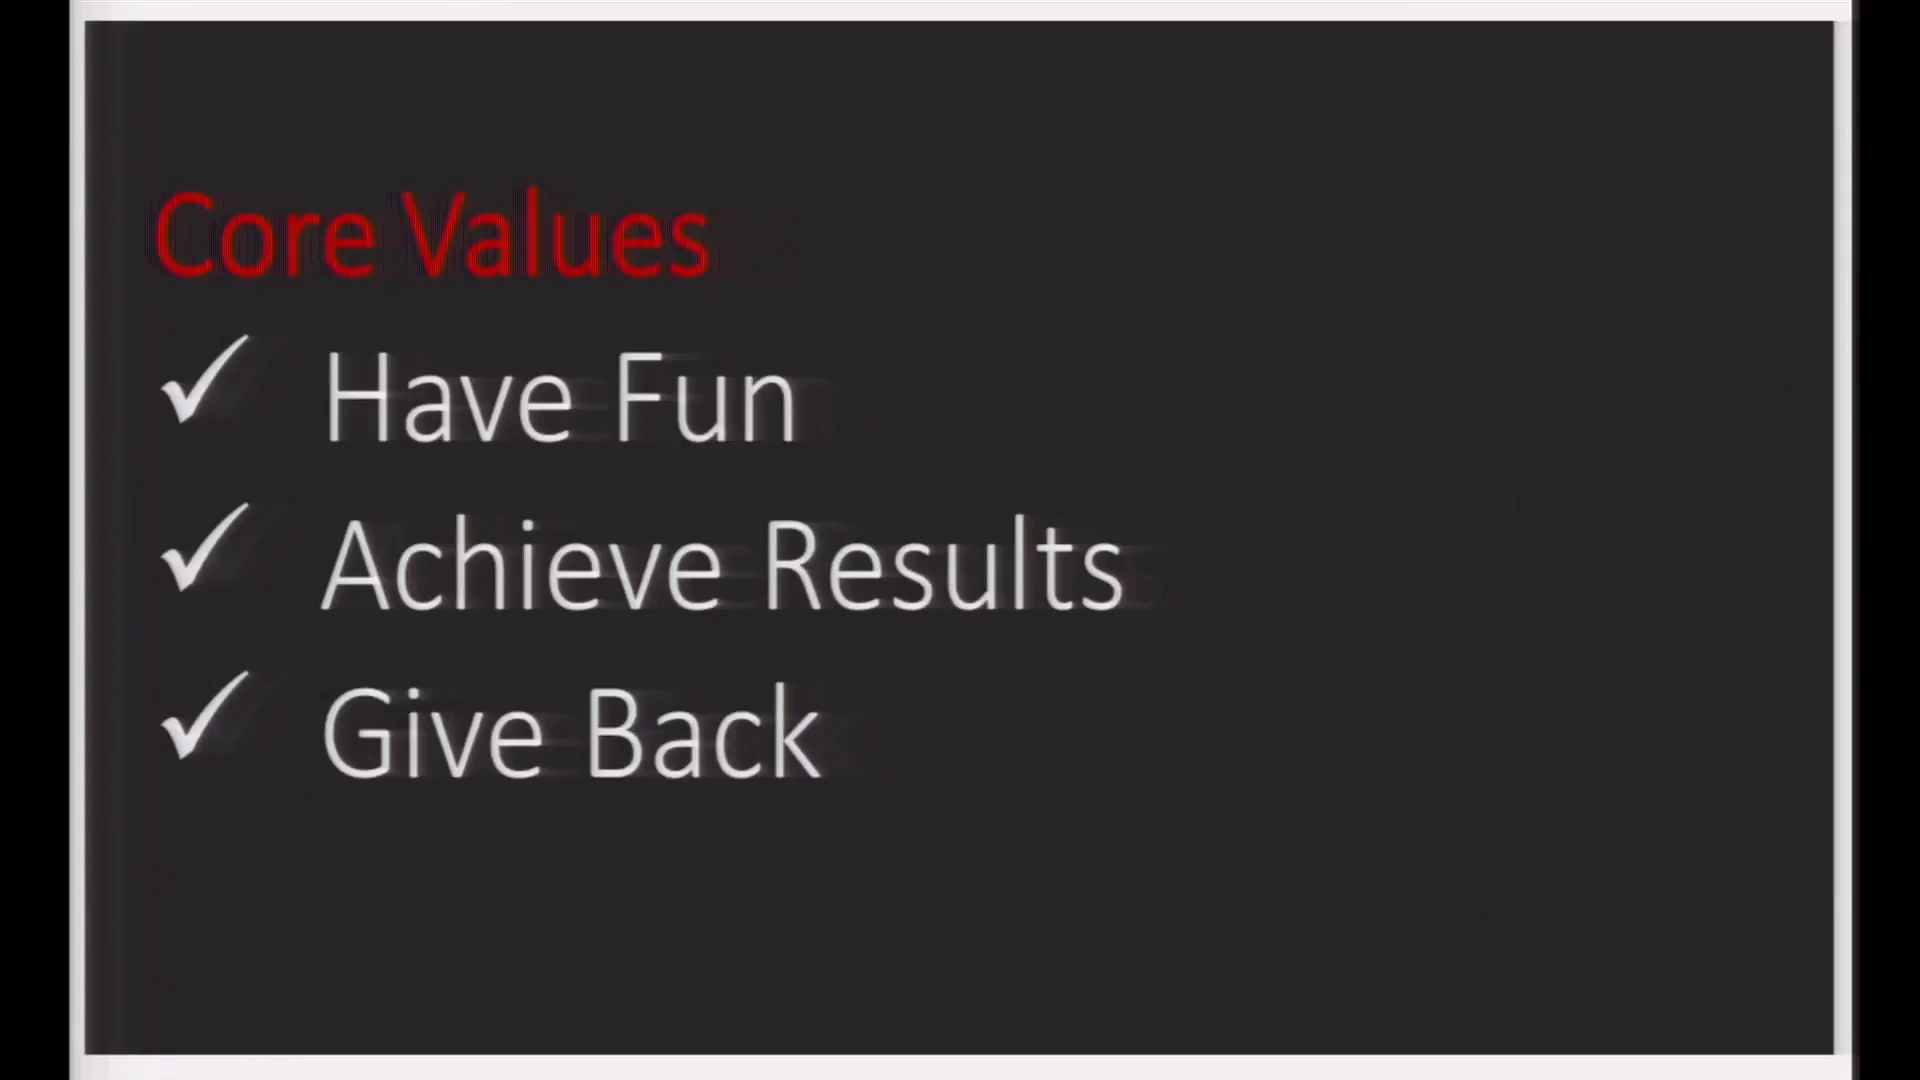 Core Values
✓ Have Fun
✓ Achieve Results
✓ Give Back